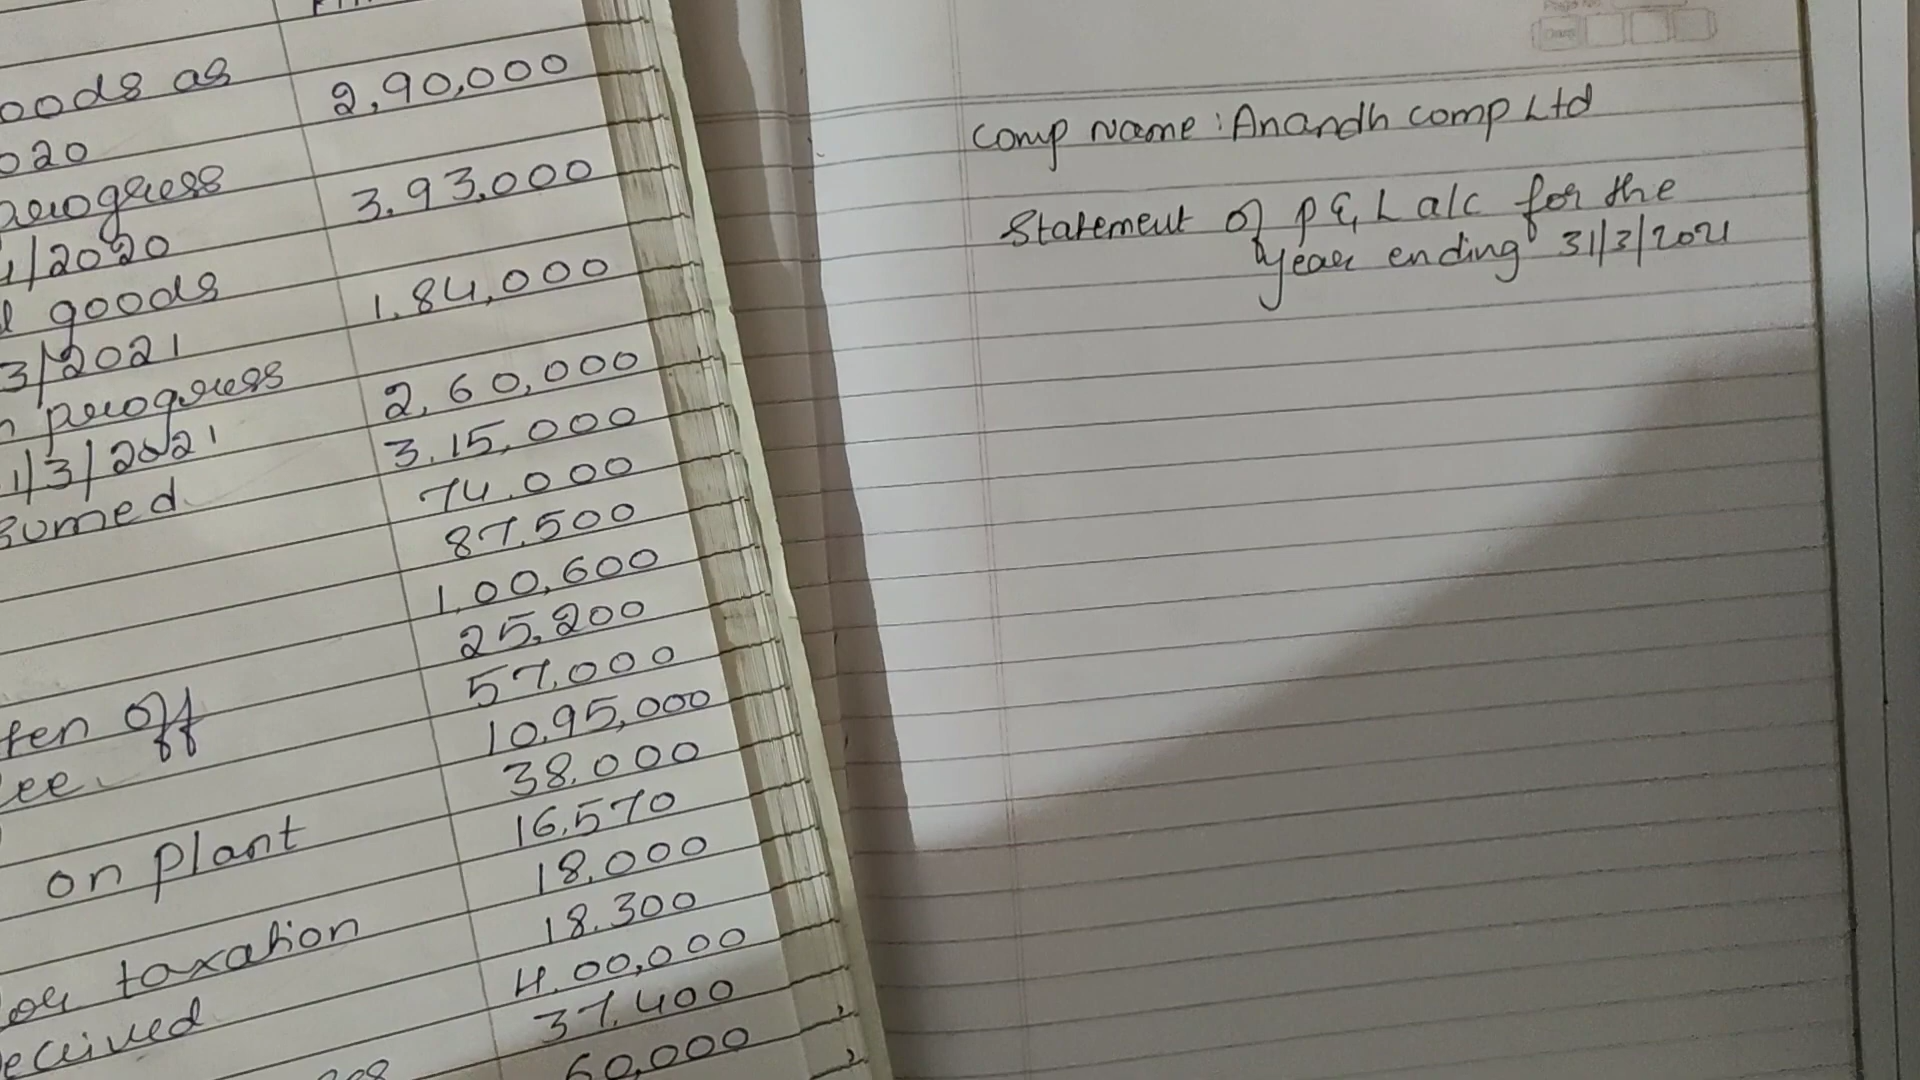 oods as
2,90,000
020
progress
3,93,000
1/2020
goods
1,84,000
3/2021
progress
2,60,000
1/3/2021
3,15,000
sumed
74,000
87,500
1,00,600
25,200
ten off
57,000
ee.
10,95,000
38,000
on plant
16,570
18,000
taxation
18,300
eceived
4,00,000
37,400
60,000
Comp Name : Anandh comp Ltd
Statement of P & L a/c for the
year ending 31/3/2021